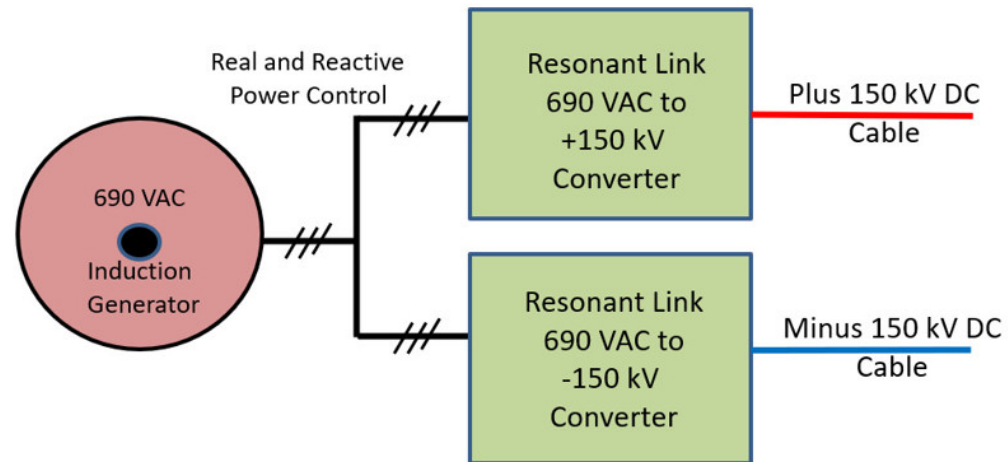 Real and Reactive
Power Control
690 VAC
Induction
Generator
Resonant Link
690 VAC to
+150 kV
Converter
Plus 150 kV DC
Cable
Resonant Link
690 VAC to
-150 kV
Converter
Minus 150 kV DC
Cable